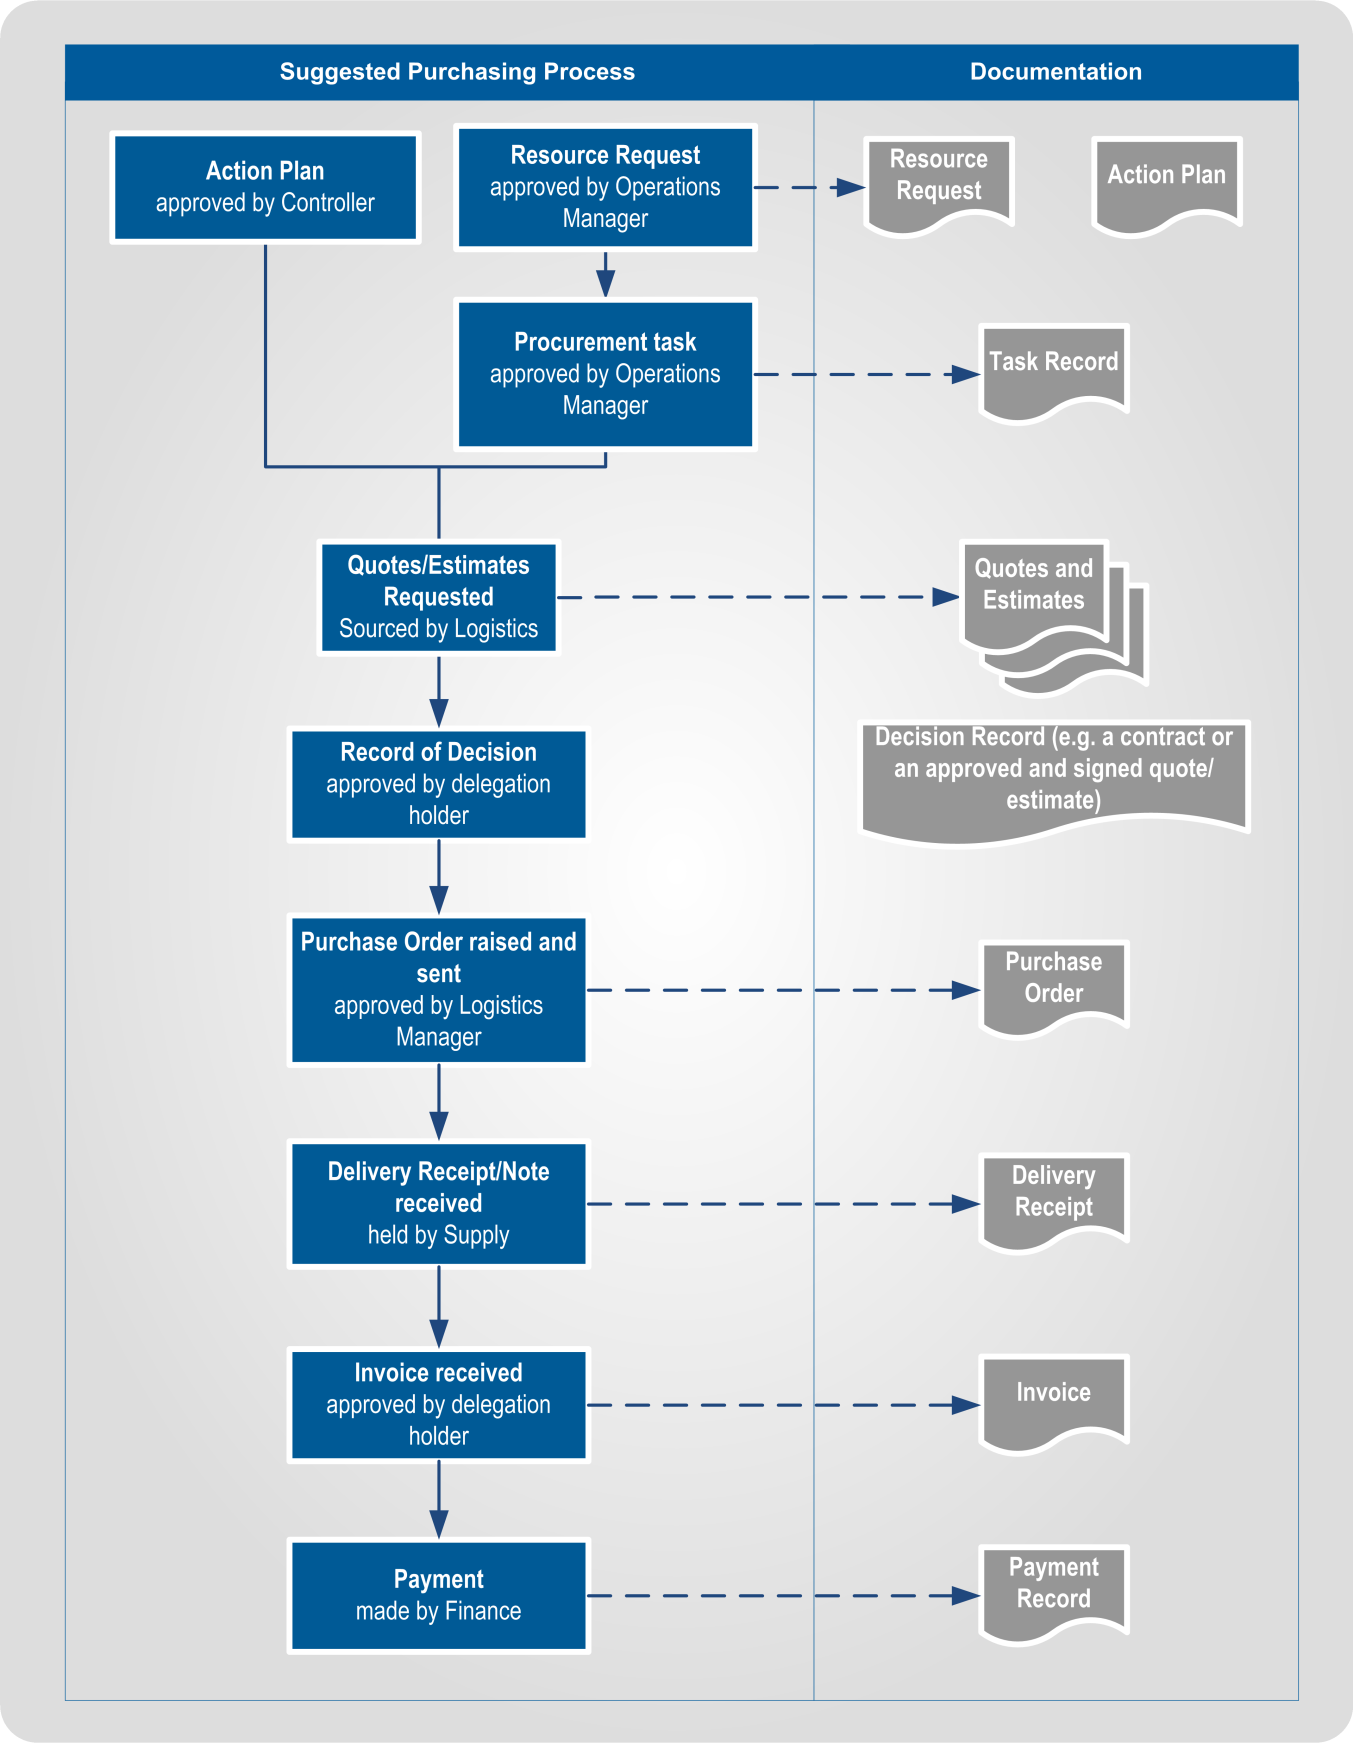 Suggested Purchasing Process
Documentation
Action Plan
approved by Controller
Resource Request
approved by Operations
Manager
Resource
Request
Action Plan
Procurement task
approved by Operations
Manager
Task Record
Quotes/Estimates
Requested
Sourced by Logistics
Quotes and
Estimates
Record of Decision
approved by delegation
holder
Decision Record (e.g. a contract or
an approved and signed quote/
estimate)
Purchase Order raised and
sent
approved by Logistics
Manager
Purchase
Order
Delivery Receipt/Note
received
held by Supply
Delivery
Receipt
Invoice received
approved by delegation
holder
Invoice
Payment
made by Finance
Payment
Record